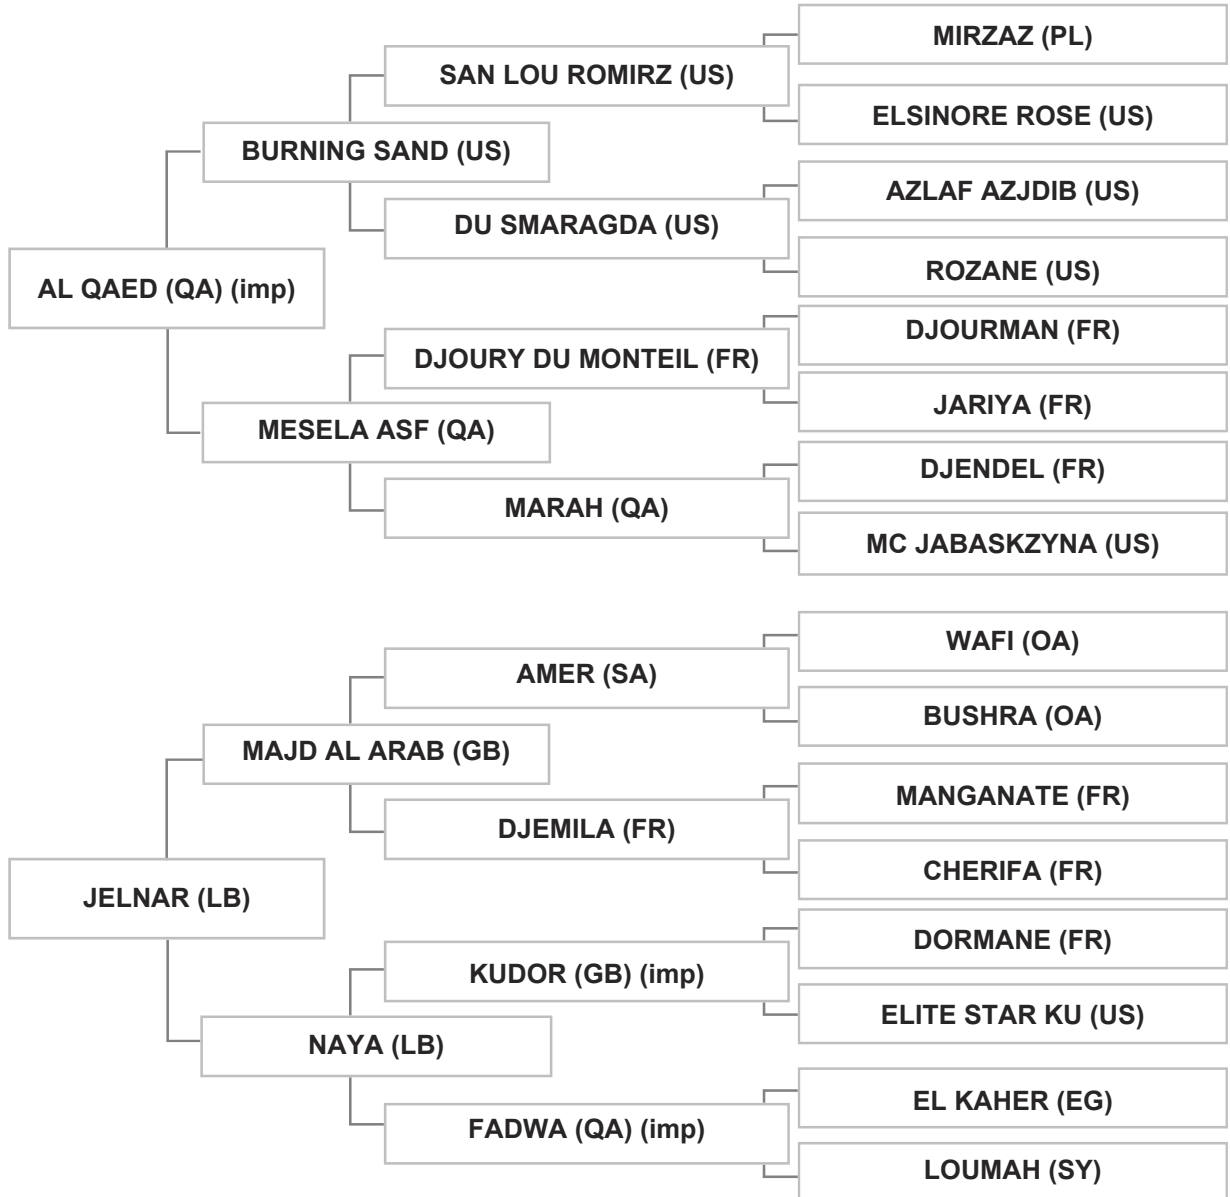 MIRZAZ (PL)
SAN LOU ROMIRZ (US)
ELSINORE ROSE (US)
BURNING SAND (US)
AZLAF AZJDIB (US)
DU SMARAGDA (US)
ROZANE (US)
AL QAED (QA) (imp)
DJOURMAN (FR)
DJOURY DU MONTEIL (FR)
JARIYA (FR)
MESELA ASF (QA)
DJENDEL (FR)
MARAH (QA)
MC JABASKZYNA (US)
WAFI (OA)
AMER (SA)
BUSHRA (OA)
MAJD AL ARAB (GB)
MANGANATE (FR)
DJEMILA (FR)
CHERIFA (FR)
JELNAR (LB)
DORMANE (FR)
KUDOR (GB) (imp)
ELITE STAR KU (US)
NAYA (LB)
EL KAHER (EG)
FADWA (QA) (imp)
LOUMAH (SY)